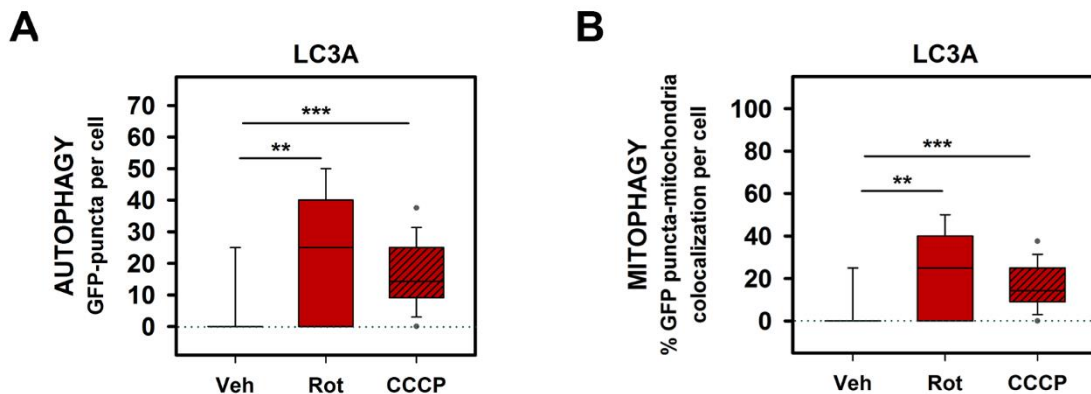 A
LC3A
AUTOPHAGY
GFP-puncta per cell
70
60
50
40
30
20
10
0
***
**
Veh Rot CCCP
B
LC3A
MITOPHAGY
% GFP puncta-mitochondria
colocalization per cell
100
80
60
40
20
0
***
**
Veh Rot CCCP